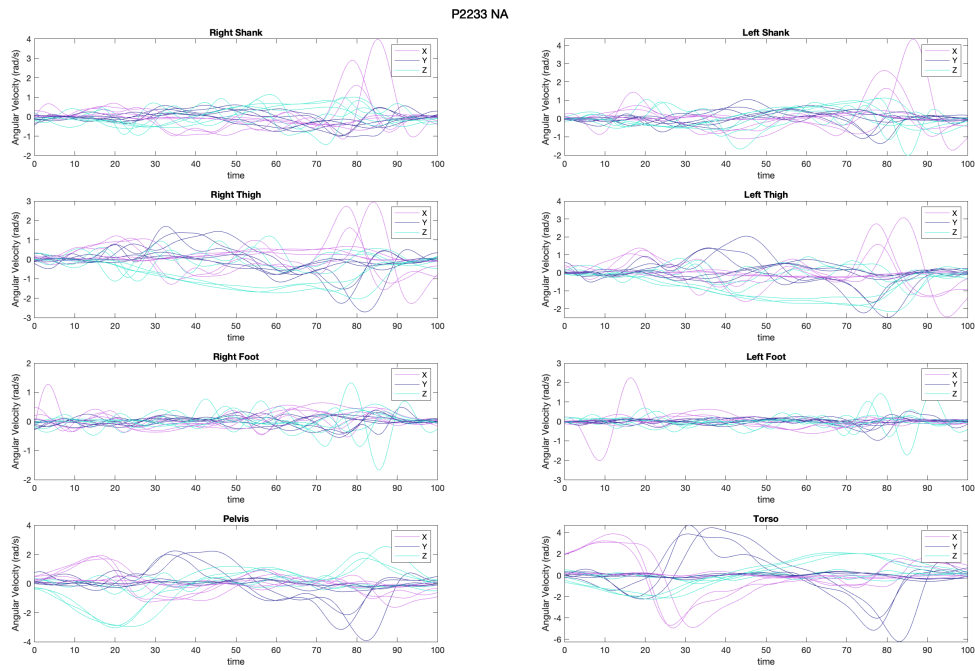 P2233 NA
Right Shank
Angular Velocity (rad/s)
4
3
2
1
0
-1
-2
0 10 20 30 40 50 60 70 80 90 100
time
X
Y
Z
Left Shank
Angular Velocity (rad/s)
4
3
2
1
0
-1
-2
0 10 20 30 40 50 60 70 80 90 100
time
X
Y
Z
Right Thigh
Angular Velocity (rad/s)
3
2
1
0
-1
-2
-3
0 10 20 30 40 50 60 70 80 90 100
time
X
Y
Z
Left Thigh
Angular Velocity (rad/s)
4
3
2
1
0
-1
-2
0 10 20 30 40 50 60 70 80 90 100
time
X
Y
Z
Right Foot
Angular Velocity (rad/s)
2
1
0
-1
-2
0 10 20 30 40 50 60 70 80 90 100
time
X
Y
Z
Left Foot
Angular Velocity (rad/s)
3
2
1
0
-1
-2
-3
0 10 20 30 40 50 60 70 80 90 100
time
X
Y
Z
Pelvis
Angular Velocity (rad/s)
4
2
0
-2
-4
0 10 20 30 40 50 60 70 80 90 100
time
X
Y
Z
Torso
Angular Velocity (rad/s)
4
2
0
-2
-4
-6
0 10 20 30 40 50 60 70 80 90 100
time
X
Y
Z